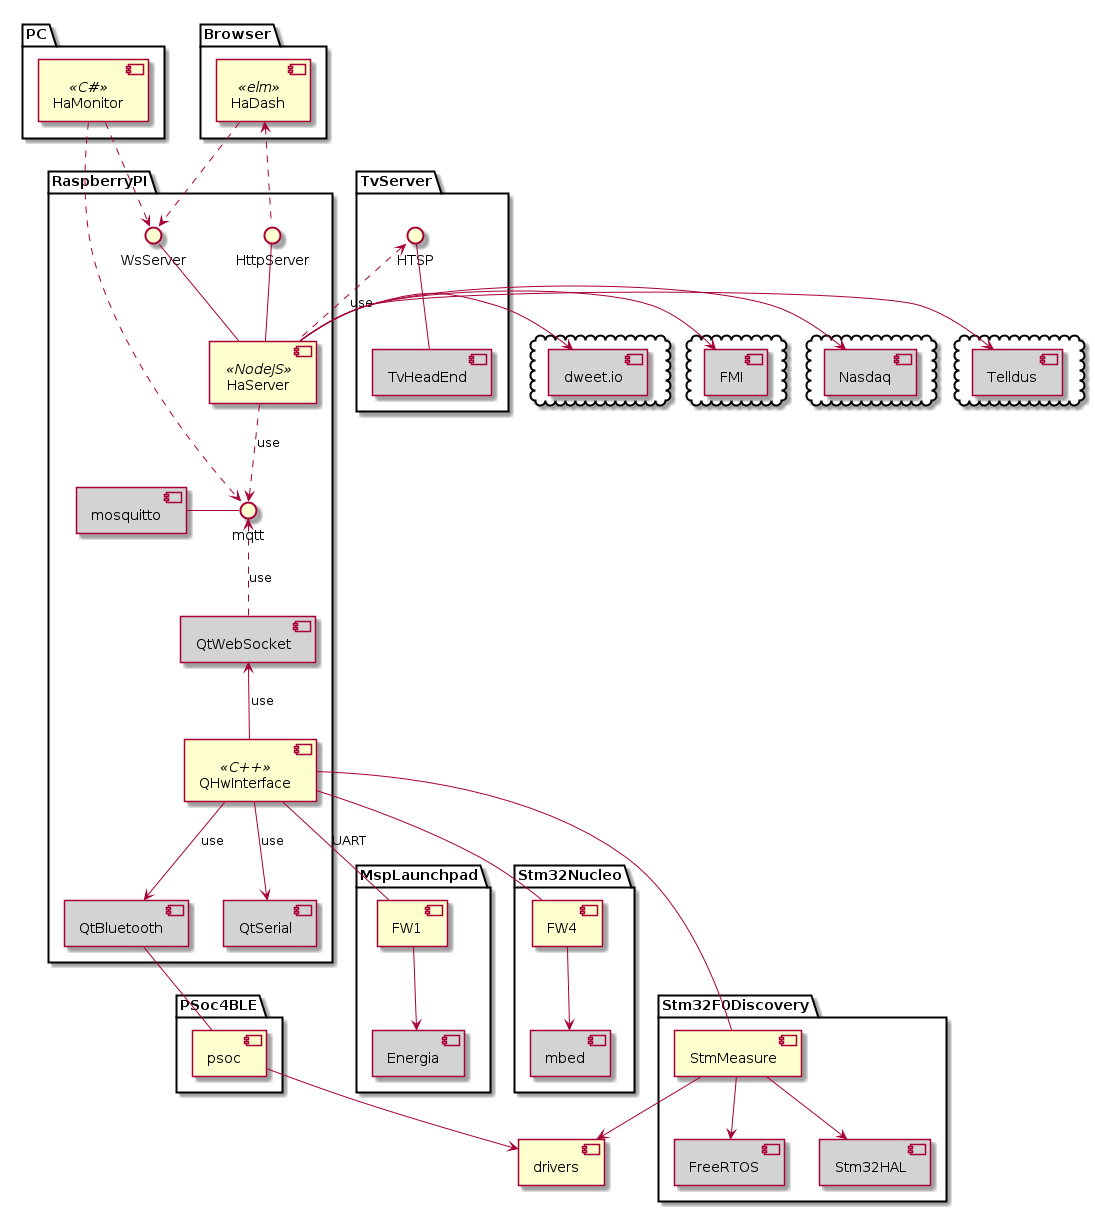 PC
Browser
«C#»
HaMonitor
«elm»
HaDash
RaspberryPI
TvServer
WsServer
HttpServer
HTSP
use
«NodeJS»
HaServer
TvHeadEnd
dweet.io
FMI
Nasdaq
Telldus
use
mosquitto
mqtt
use
QtWebSocket
use
«C++»
QHwInterface
use
use
UART
MspLaunchpad
Stm32Nucleo
QtBluetooth
QtSerial
FW1
FW4
PSoc4BLE
Stm32F0Discovery
psoc
Energia
mbed
StmMeasure
drivers
FreeRTOS
Stm32HAL